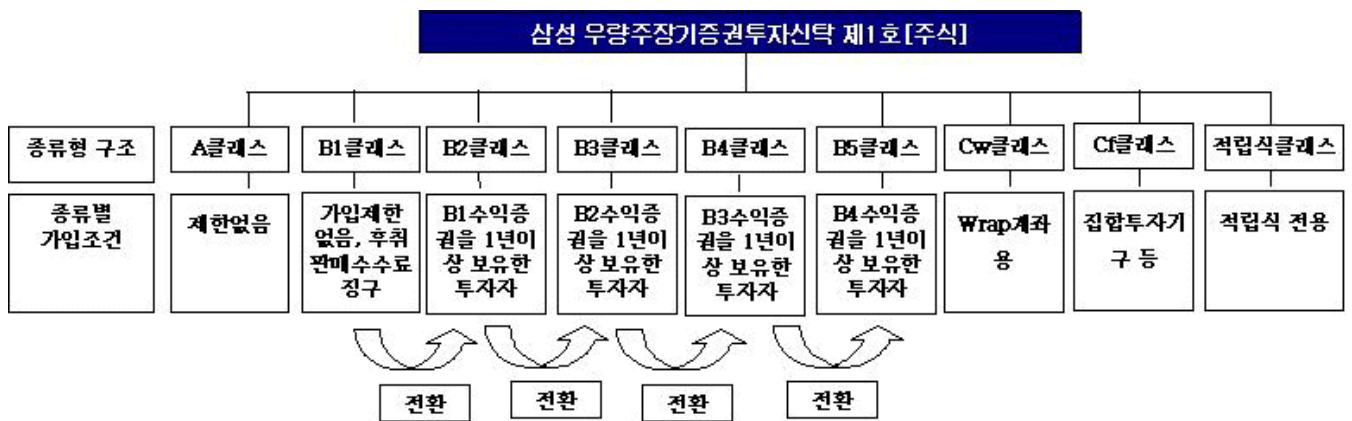 삼성 우량주장기증권투자신탁 제1호[주식]
종류형 구조
A클래스
B1클래스
B2클래스
B3클래스
B4클래스
B5클래스
Cw클래스
Cf클래스
적립식클래스
종류별
가입조건
제한없음
가입제한
없음, 후취
판매수수료
징구
B1수익증
권을 1년이
상 보유한
투자자
B2수익증
권을 1년이
상 보유한
투자자
B3수익증
권을 1년이
상 보유한
투자자
B4수익증
권을 1년이
상 보유한
투자자
Wrap계좌
용
집합투자기
구 등
적립식 전용
전환
전환
전환
전환